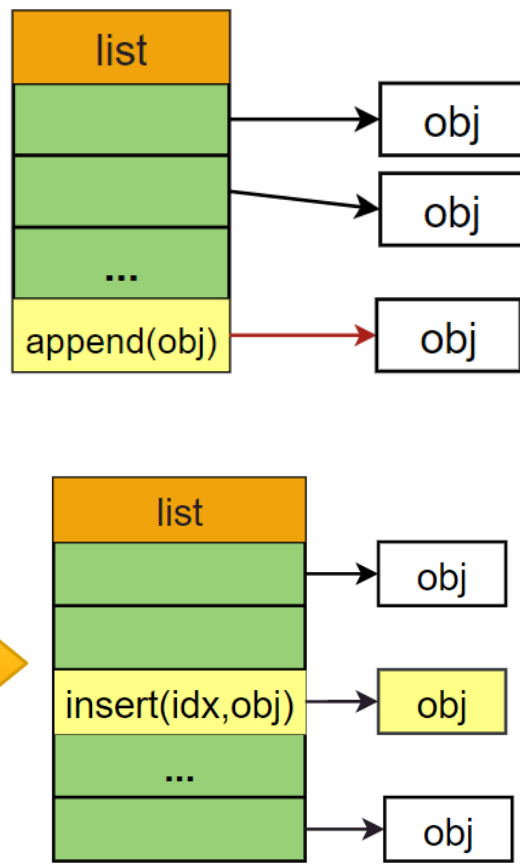 list
obj
obj
...
append(obj)
obj
list
obj
insert(idx,obj)
obj
...
obj